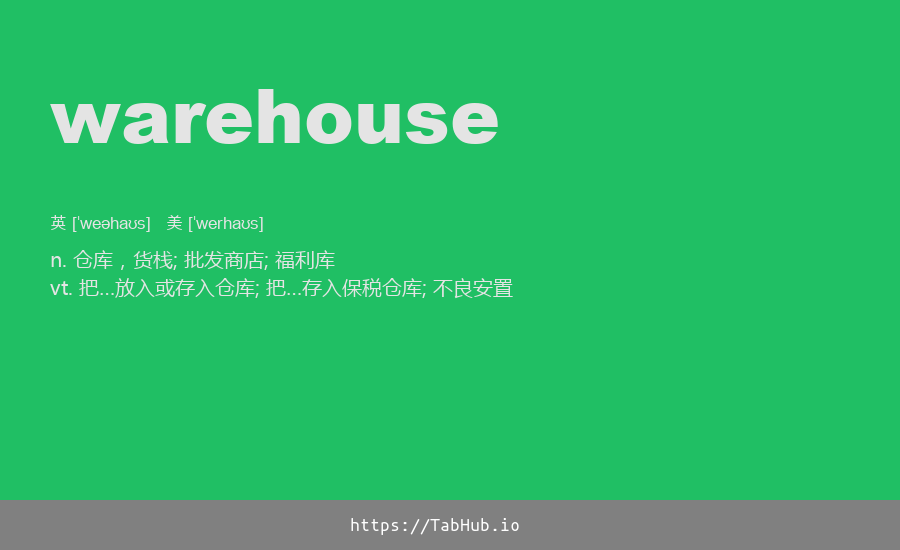 warehouse
英 [ˈweəhaʊs] 美 [ˈwerhaʊs]
n. 仓库，货栈; 批发商店; 福利库
vt. 把...放入或存入仓库; 把...存入保税仓库; 不良安置
https://TabHub.io